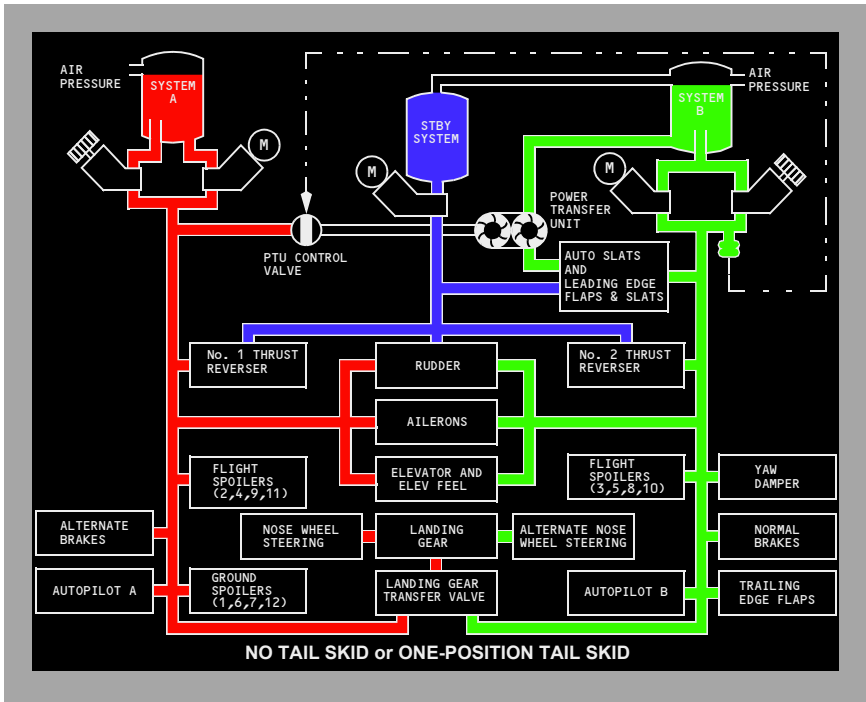 AIR
PRESSURE
SYSTEM
A
M
STBY
SYSTEM
M
SYSTEM
B
AIR
PRESSURE
M
POWER
TRANSFER
UNIT
PTU CONTROL
VALVE
AUTO SLATS
AND
LEADING EDGE
FLAPS & SLATS
No. 1 THRUST
REVERSER
RUDDER
No. 2 THRUST
REVERSER
AILERONS
FLIGHT
SPOILERS
(2,4,9,11)
ELEVATOR AND
ELEV FEEL
FLIGHT
SPOILERS
(3,5,8,10)
YAW
DAMPER
ALTERNATE
BRAKES
NOSE WHEEL
STEERING
LANDING
GEAR
ALTERNATE NOSE
WHEEL STEERING
NORMAL
BRAKES
AUTOPILOT A
GROUND
SPOILERS
(1,6,7,12)
LANDING GEAR
TRANSFER VALVE
AUTOPILOT B
TRAILING
EDGE FLAPS
NO TAIL SKID or ONE-POSITION TAIL SKID